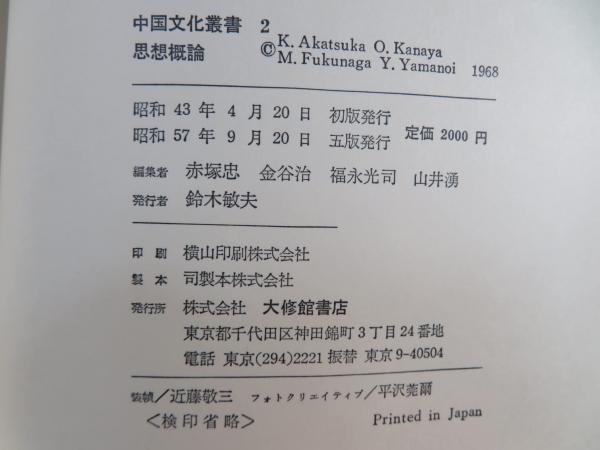 中国文化叢書 2
思想概論
© K. Akatsuka O. Kanaya
M. Fukunaga Y. Yamanoi 1968
昭和 43 年 4 月 20 日 初版発行
昭和 57 年 9 月 20 日 五版発行 定価 2000 円
編集者 赤塚忠 金谷治 福永光司 山井湧
発行者 鈴木敏夫
印刷 横山印刷株式会社
製本 司製本株式会社
発行所 株式会社 大修館書店
東京都千代田区神田錦町3丁目24番地
電話 東京(294)2221 振替 東京9-40504
装幀/近藤敬三 フォトクリエイティブ/平沢莞爾
<検印省略> Printed in Japan